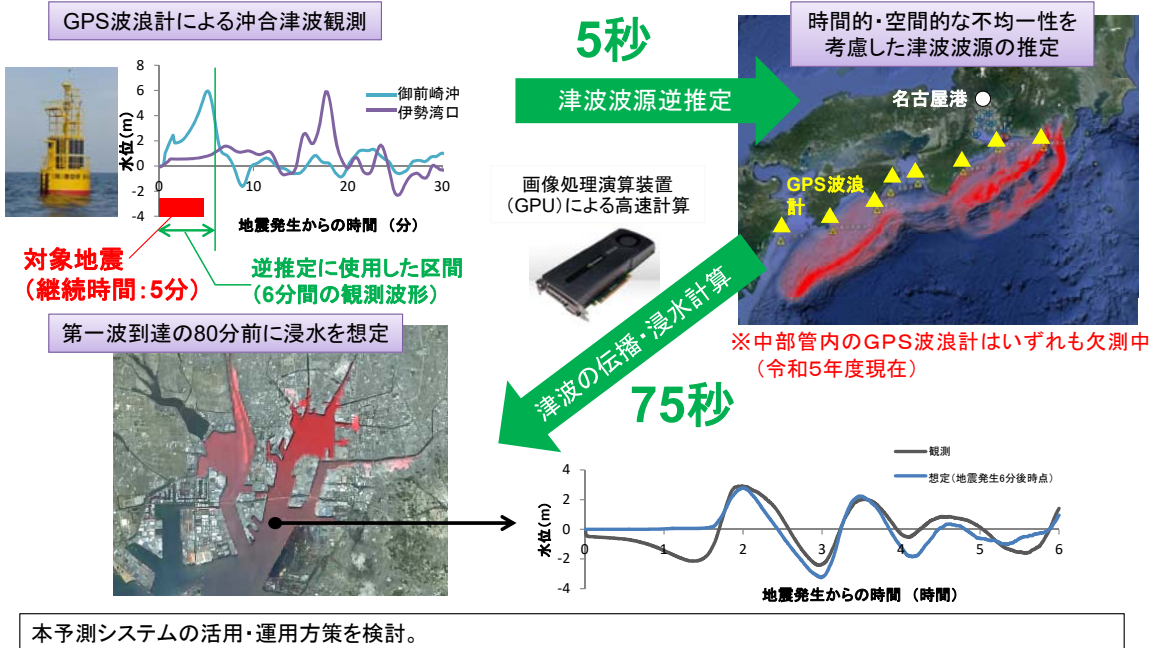 GPS波浪計による沖合津波観測
8
6
4
2
0
-2
-4
水位(m)
0
10
20
30
御前崎沖
伊勢湾口
地震発生からの時間 (分)
対象地震
(継続時間:5分)
逆推定に使用した区間
(6分間の観測波形)
5秒
津波波源逆推定
画像処理演算装置
(GPU)による高速計算
時間的・空間的な不均一性を
考慮した津波波源の推定
名古屋港
GPS波浪
計
※中部管内のGPS波浪計はいずれも欠測中
(令和5年度現在)
津波の伝播・浸水計算
75秒
第一波到達の80分前に浸水を想定
観測
想定(地震発生6分後時点)
4
2
0
-2
-4
水位(m)
0
1
2
3
4
5
6
地震発生からの時間 (時間)
本予測システムの活用・運用方策を検討。